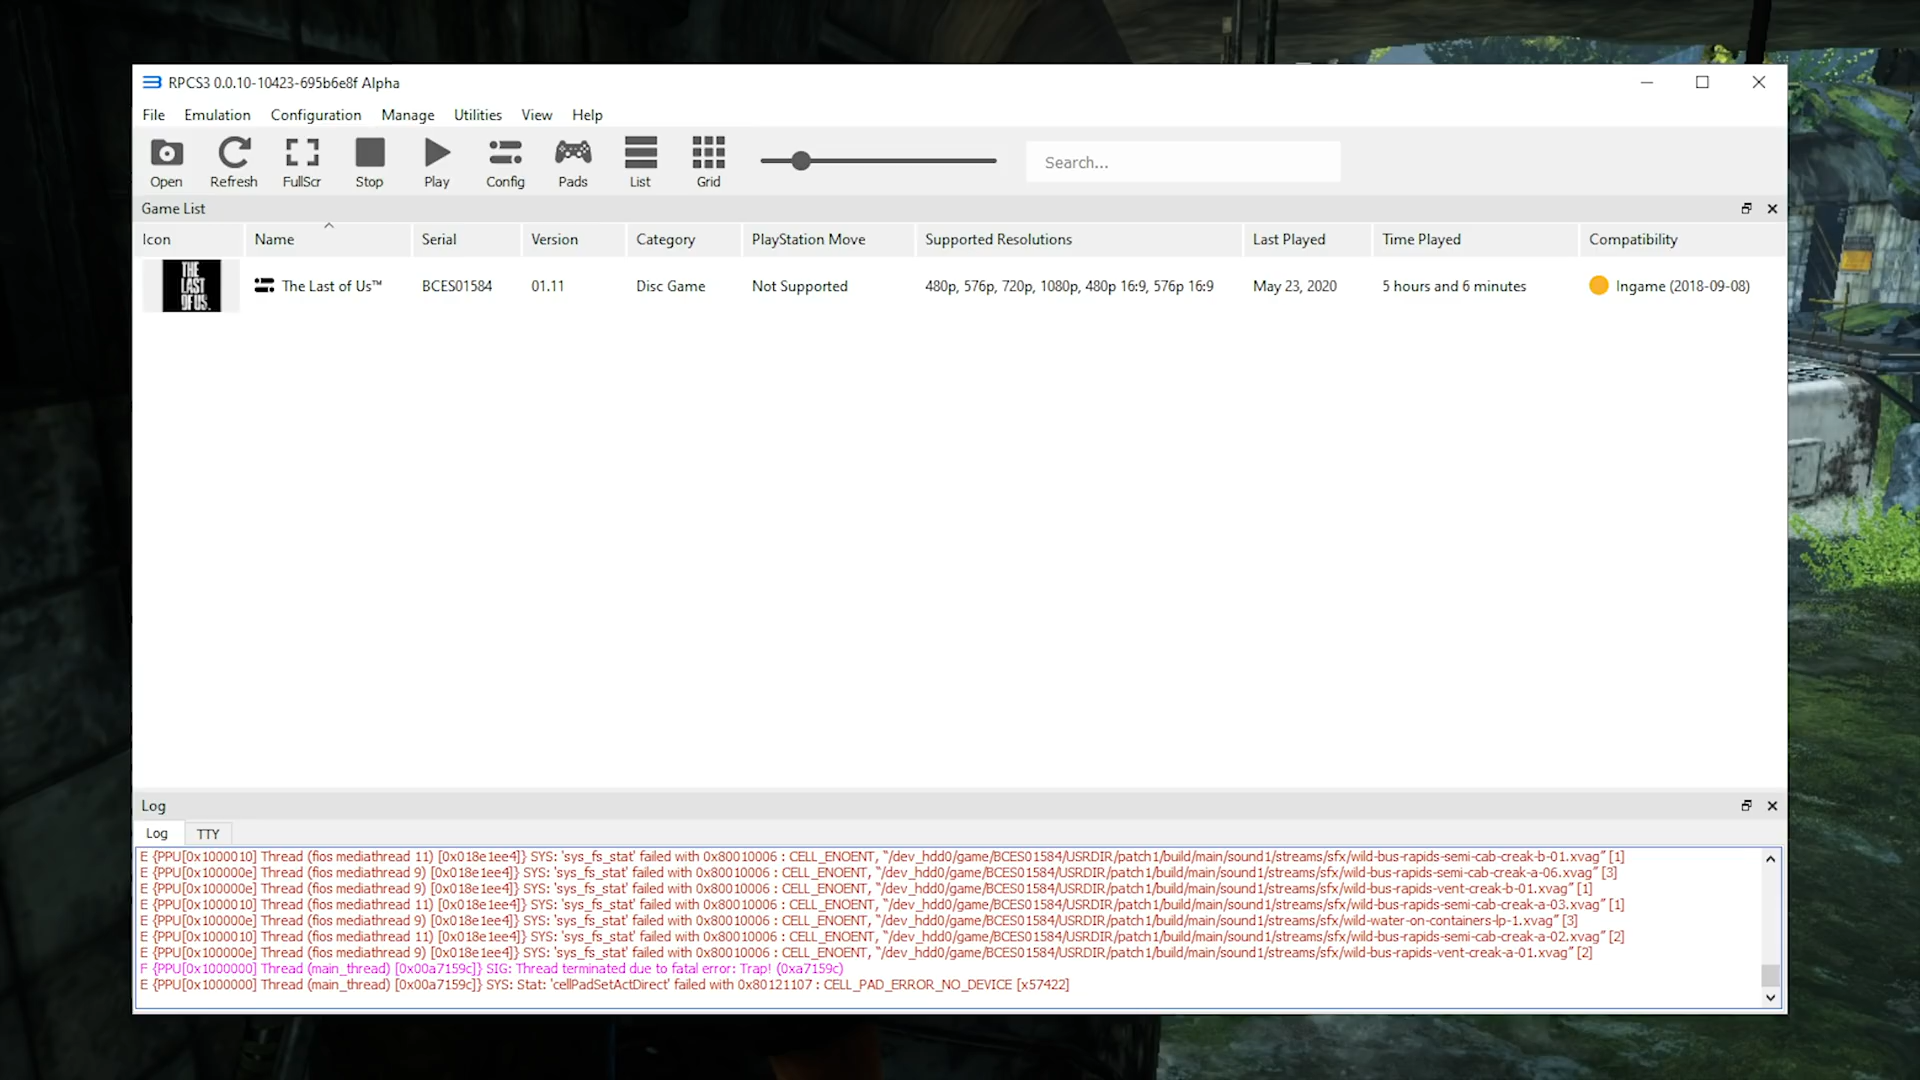 RPCS3 0.0.10-10423-695b6e8f Alpha
File Emulation Configuration Manage Utilities View Help
Open Refresh FullScr Stop Play Config Pads List Grid Search...
Game List
Icon Name Serial Version Category PlayStation Move Supported Resolutions Last Played Time Played Compatibility
THE
LAST
OF US.
The Last of Us™ BCES01584 01.11 Disc Game Not Supported 480p, 576p, 720p, 1080p, 480p 16:9, 576p 16:9 May 23, 2020 5 hours and 6 minutes Ingame (2018-09-08)
Log
Log TTY
E {PPU[0x1000010] Thread (fios mediathread 11) [0x018e1ee4]} SYS: 'sys_fs_stat' failed with 0x80010006 : CELL_ENOENT, “/dev_hdd0/game/BCES01584/USRDIR/patch1/build/main/sound1/streams/sfx/wild-bus-rapids-semi-cab-creak-b-01.xvag” [1]
E {PPU[0x100000e] Thread (fios mediathread 9) [0x018e1ee4]} SYS: 'sys_fs_stat' failed with 0x80010006 : CELL_ENOENT, “/dev_hdd0/game/BCES01584/USRDIR/patch1/build/main/sound1/streams/sfx/wild-bus-rapids-semi-cab-creak-a-06.xvag” [3]
E {PPU[0x100000e] Thread (fios mediathread 9) [0x018e1ee4]} SYS: 'sys_fs_stat' failed with 0x80010006 : CELL_ENOENT, “/dev_hdd0/game/BCES01584/USRDIR/patch1/build/main/sound1/streams/sfx/wild-bus-rapids-vent-creak-b-01.xvag” [1]
E {PPU[0x1000010] Thread (fios mediathread 11) [0x018e1ee4]} SYS: 'sys_fs_stat' failed with 0x80010006 : CELL_ENOENT, “/dev_hdd0/game/BCES01584/USRDIR/patch1/build/main/sound1/streams/sfx/wild-bus-rapids-semi-cab-creak-a-03.xvag” [1]
E {PPU[0x100000e] Thread (fios mediathread 9) [0x018e1ee4]} SYS: 'sys_fs_stat' failed with 0x80010006 : CELL_ENOENT, “/dev_hdd0/game/BCES01584/USRDIR/patch1/build/main/sound1/streams/sfx/wild-water-on-containers-lp-1.xvag” [3]
E {PPU[0x1000010] Thread (fios mediathread 11) [0x018e1ee4]} SYS: 'sys_fs_stat' failed with 0x80010006 : CELL_ENOENT, “/dev_hdd0/game/BCES01584/USRDIR/patch1/build/main/sound1/streams/sfx/wild-bus-rapids-semi-cab-creak-a-02.xvag” [2]
E {PPU[0x100000e] Thread (fios mediathread 9) [0x018e1ee4]} SYS: 'sys_fs_stat' failed with 0x80010006 : CELL_ENOENT, “/dev_hdd0/game/BCES01584/USRDIR/patch1/build/main/sound1/streams/sfx/wild-bus-rapids-vent-creak-a-01.xvag” [2]
F {PPU[0x1000000] Thread (main_thread) [0x00a7159c]} SIG: Thread terminated due to fatal error: Trap! (0xa7159c)
E {PPU[0x1000000] Thread (main_thread) [0x00a7159c]} SYS: Stat: 'cellPadSetActDirect' failed with 0x80121107 : CELL_PAD_ERROR_NO_DEVICE [x57422]